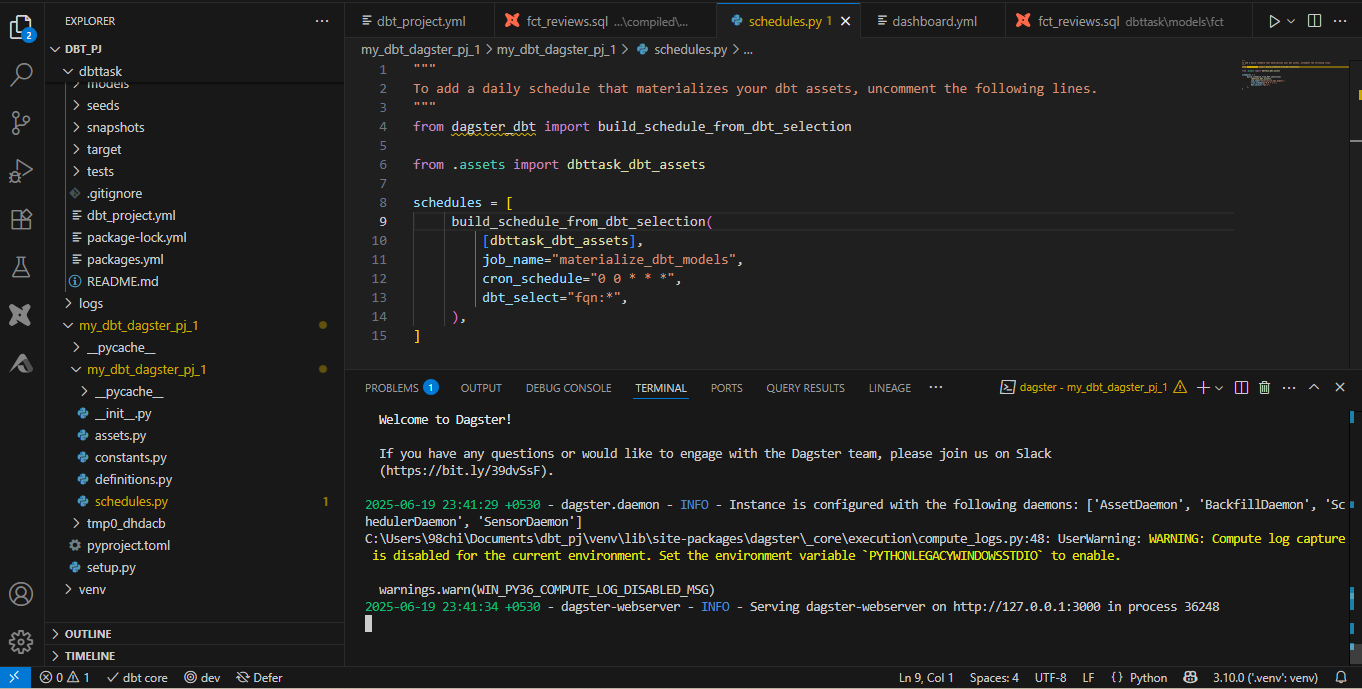 EXPLORER
2
DBT_PJ
dbttask
models
seeds
snapshots
target
tests
.gitignore
dbt_project.yml
package-lock.yml
packages.yml
README.md
logs
my_dbt_dagster_pj_1
__pycache__
my_dbt_dagster_pj_1
__pycache__
__init__.py
assets.py
constants.py
definitions.py
schedules.py 1
tmp0_dhdacb
pyproject.toml
setup.py
venv
OUTLINE
TIMELINE
dbt_project.yml fct_reviews.sql ...\compiled\... schedules.py 1 dashboard.yml fct_reviews.sql dbttask\models\fct
my_dbt_dagster_pj_1 > my_dbt_dagster_pj_1 > schedules.py > ...
1 """
2 To add a daily schedule that materializes your dbt assets, uncomment the following lines.
3 """
4 from dagster_dbt import build_schedule_from_dbt_selection
5
6 from .assets import dbttask_dbt_assets
7
8 schedules = [
9 build_schedule_from_dbt_selection(
10 [dbttask_dbt_assets],
11 job_name="materialize_dbt_models",
12 cron_schedule="0 0 * * *",
13 dbt_select="fqn:*",
14 ),
15 ]
PROBLEMS 1 OUTPUT DEBUG CONSOLE TERMINAL PORTS QUERY RESULTS LINEAGE ... dagster - my_dbt_dagster_pj_1
Welcome to Dagster!
If you have any questions or would like to engage with the Dagster team, please join us on Slack
(https://bit.ly/39dvSsF).
2025-06-19 23:41:29 +0530 - dagster.daemon - INFO - Instance is configured with the following daemons: ['AssetDaemon', 'BackfillDaemon', 'Sc
hedulerDaemon', 'SensorDaemon']
C:\Users\98chi\Documents\dbt_pj\venv\lib\site-packages\dagster\_core\execution\compute_logs.py:48: UserWarning: WARNING: Compute log capture
is disabled for the current environment. Set the environment variable `PYTHONLEGACYWINDOWSSTDIO` to enable.
warnings.warn(WIN_PY36_COMPUTE_LOG_DISABLED_MSG)
2025-06-19 23:41:34 +0530 - dagster-webserver - INFO - Serving dagster-webserver on http://127.0.0.1:3000 in process 36248
0 1 dbt core dev Defer Ln 9, Col 1 Spaces: 4 UTF-8 LF {} Python 3.10.0 ('.venv': venv)